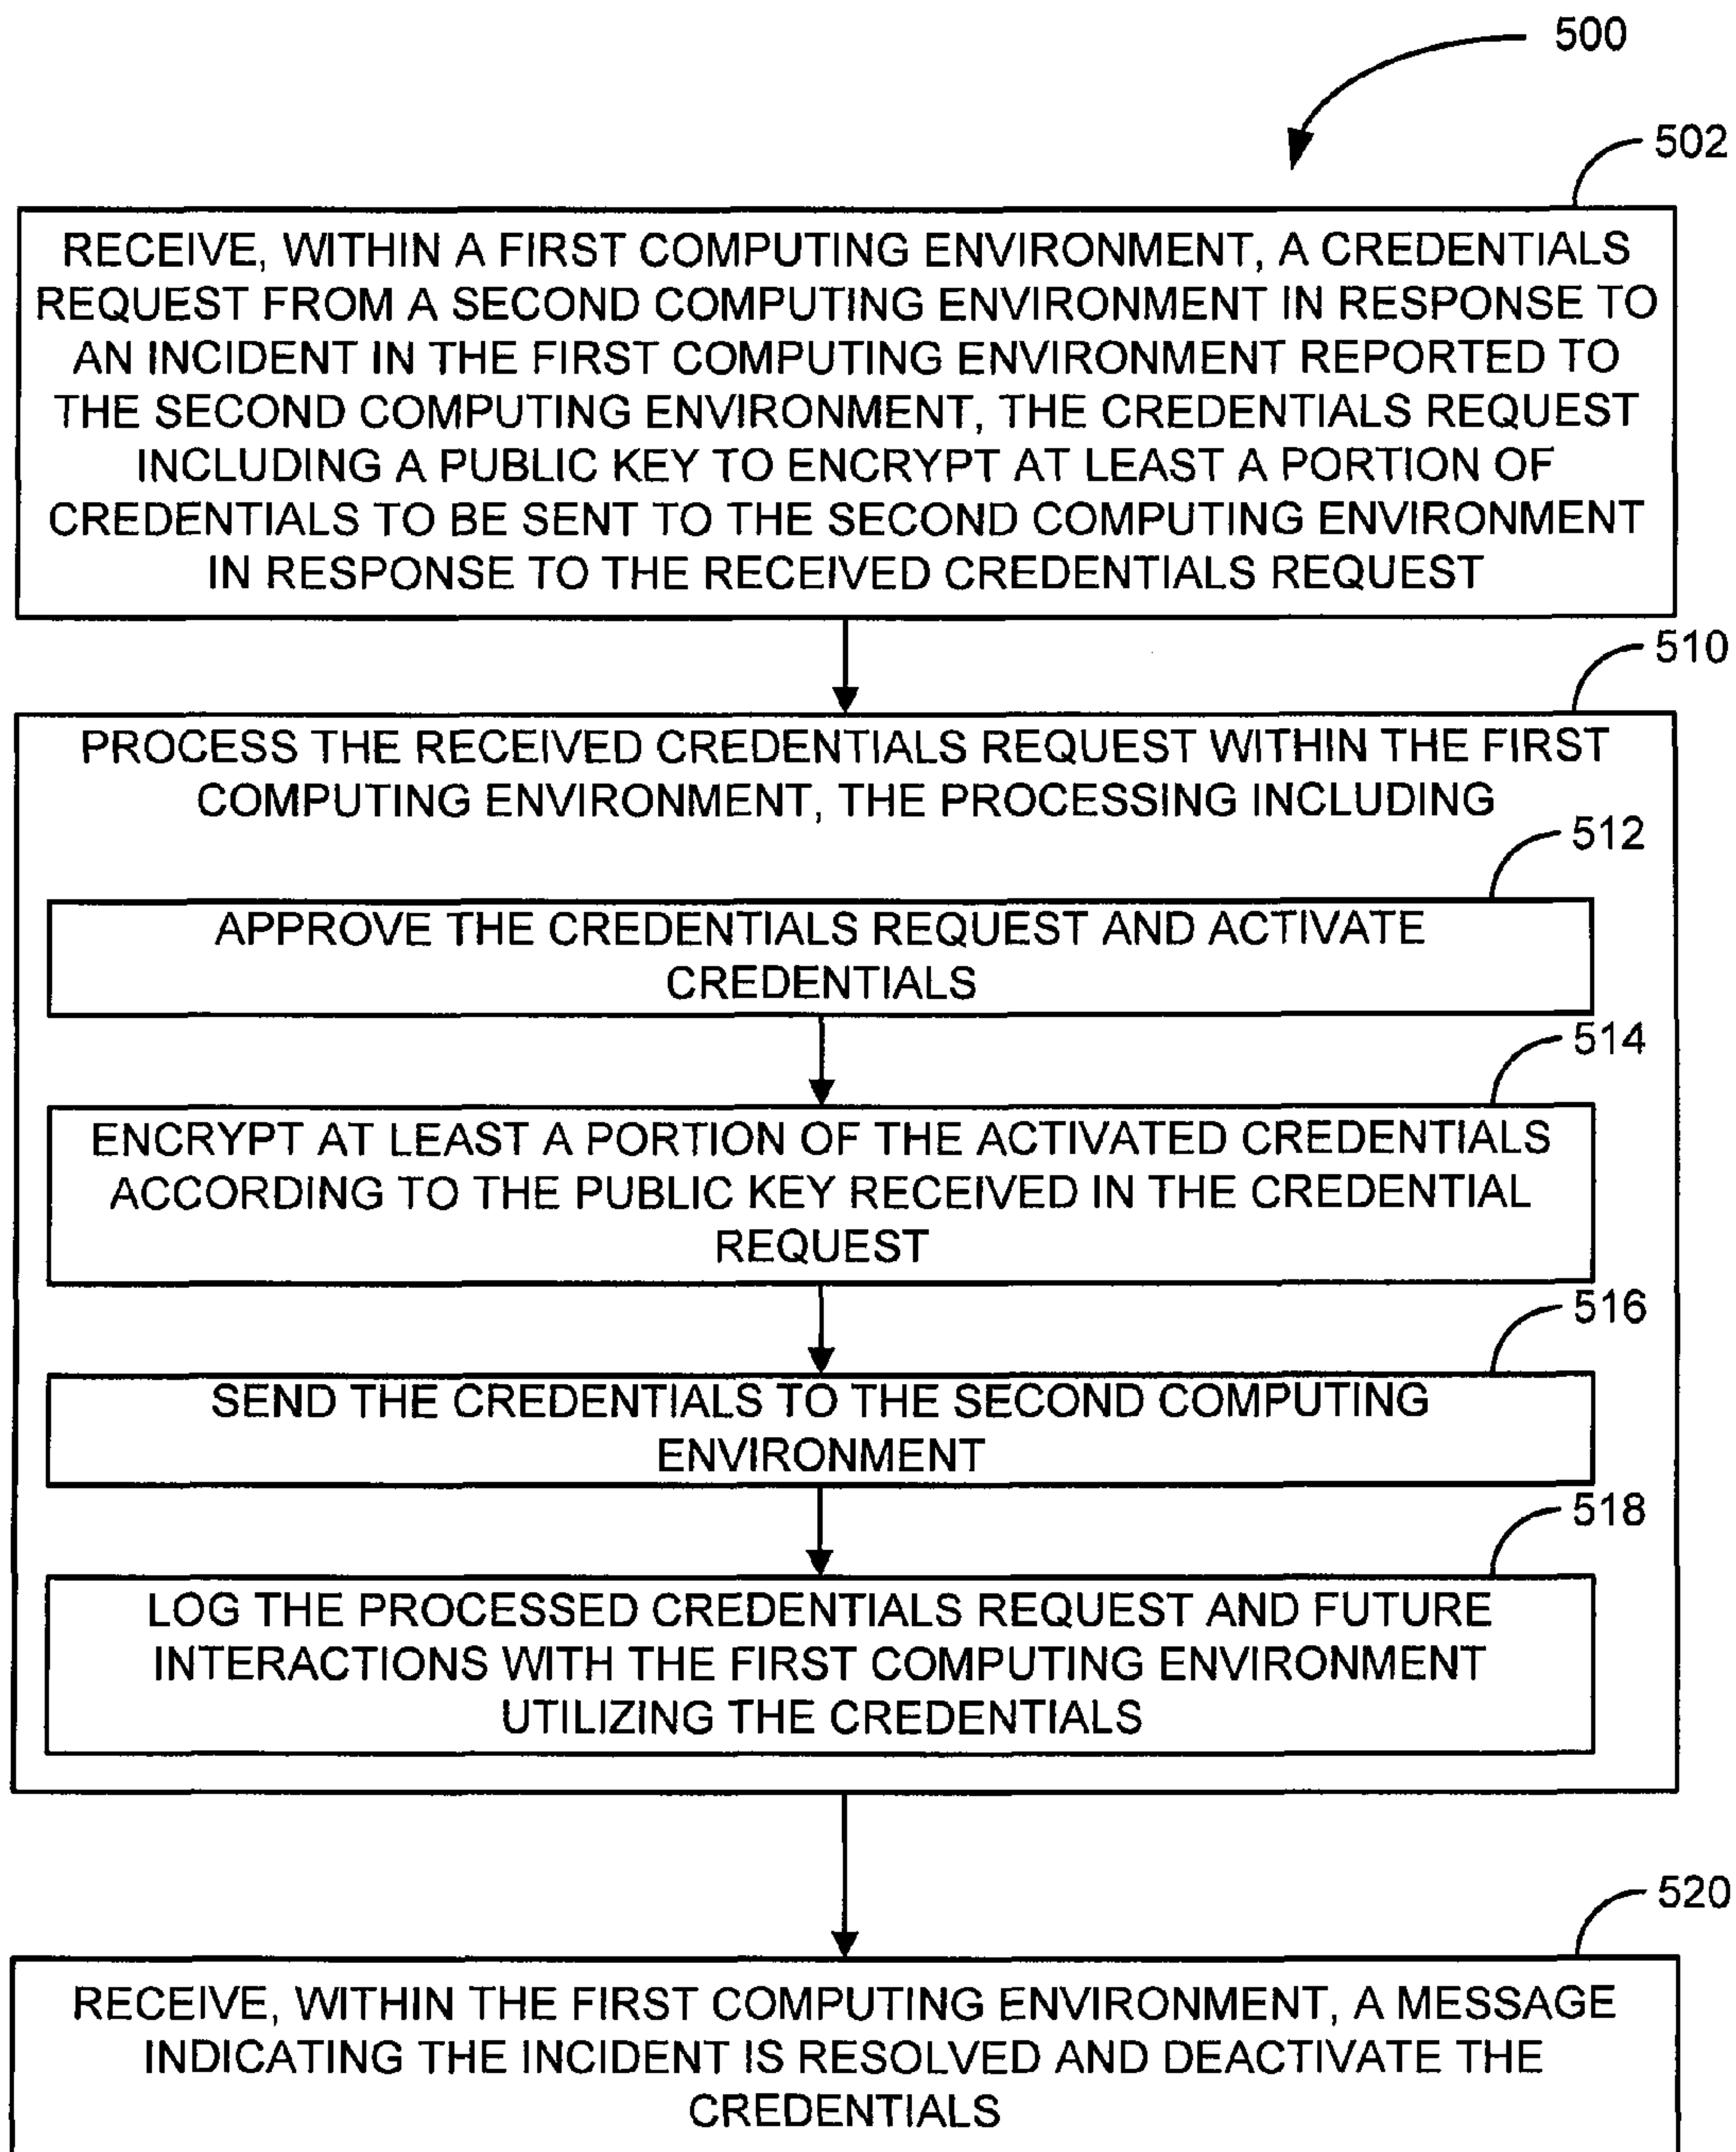 500
502
RECEIVE, WITHIN A FIRST COMPUTING ENVIRONMENT, A CREDENTIALS
REQUEST FROM A SECOND COMPUTING ENVIRONMENT IN RESPONSE TO
AN INCIDENT IN THE FIRST COMPUTING ENVIRONMENT REPORTED TO
THE SECOND COMPUTING ENVIRONMENT, THE CREDENTIALS REQUEST
INCLUDING A PUBLIC KEY TO ENCRYPT AT LEAST A PORTION OF
CREDENTIALS TO BE SENT TO THE SECOND COMPUTING ENVIRONMENT
IN RESPONSE TO THE RECEIVED CREDENTIALS REQUEST
510
PROCESS THE RECEIVED CREDENTIALS REQUEST WITHIN THE FIRST
COMPUTING ENVIRONMENT, THE PROCESSING INCLUDING
512
APPROVE THE CREDENTIALS REQUEST AND ACTIVATE
CREDENTIALS
514
ENCRYPT AT LEAST A PORTION OF THE ACTIVATED CREDENTIALS
ACCORDING TO THE PUBLIC KEY RECEIVED IN THE CREDENTIAL
REQUEST
516
SEND THE CREDENTIALS TO THE SECOND COMPUTING
ENVIRONMENT
518
LOG THE PROCESSED CREDENTIALS REQUEST AND FUTURE
INTERACTIONS WITH THE FIRST COMPUTING ENVIRONMENT
UTILIZING THE CREDENTIALS
520
RECEIVE, WITHIN THE FIRST COMPUTING ENVIRONMENT, A MESSAGE
INDICATING THE INCIDENT IS RESOLVED AND DEACTIVATE THE
CREDENTIALS